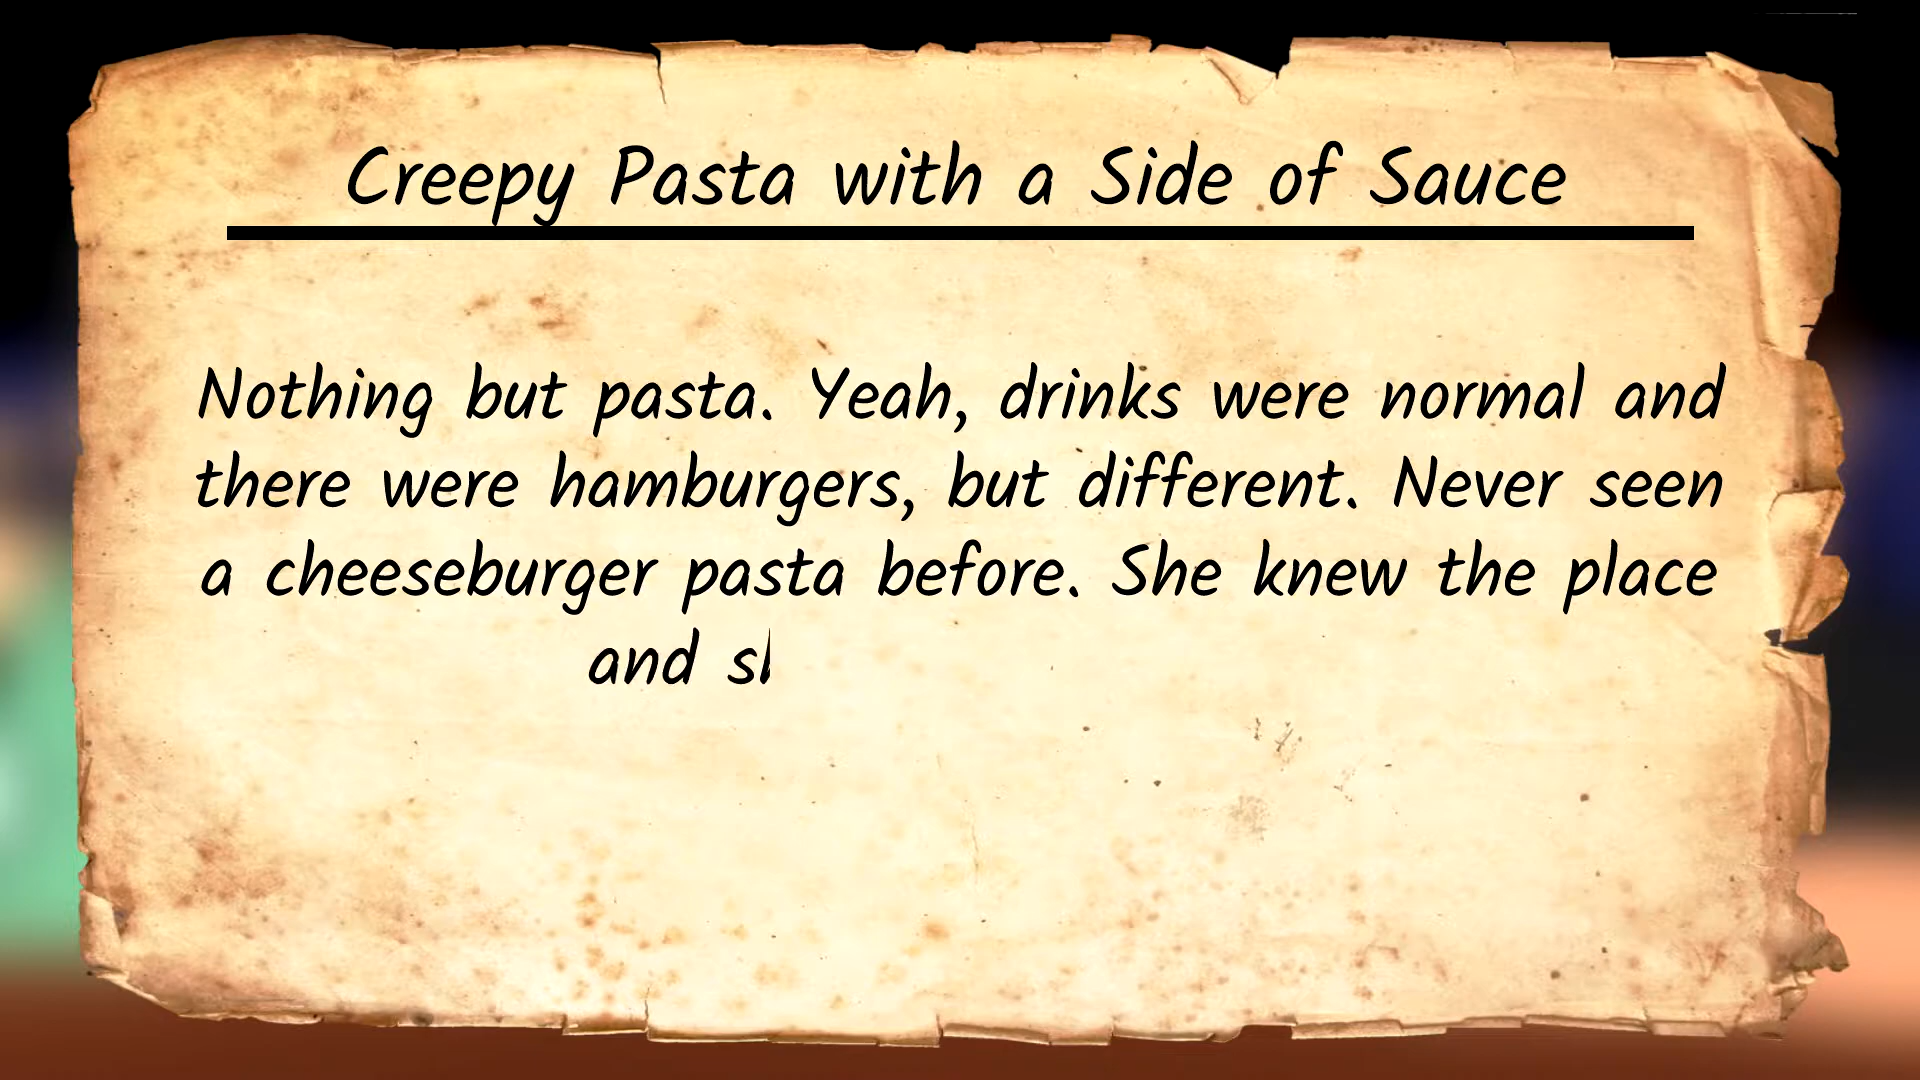 Creepy Pasta with a Side of Sauce
Nothing but pasta. Yeah, drinks were normal and
there were hamburgers, but different. Never seen
a cheeseburger pasta before. She knew the place
and